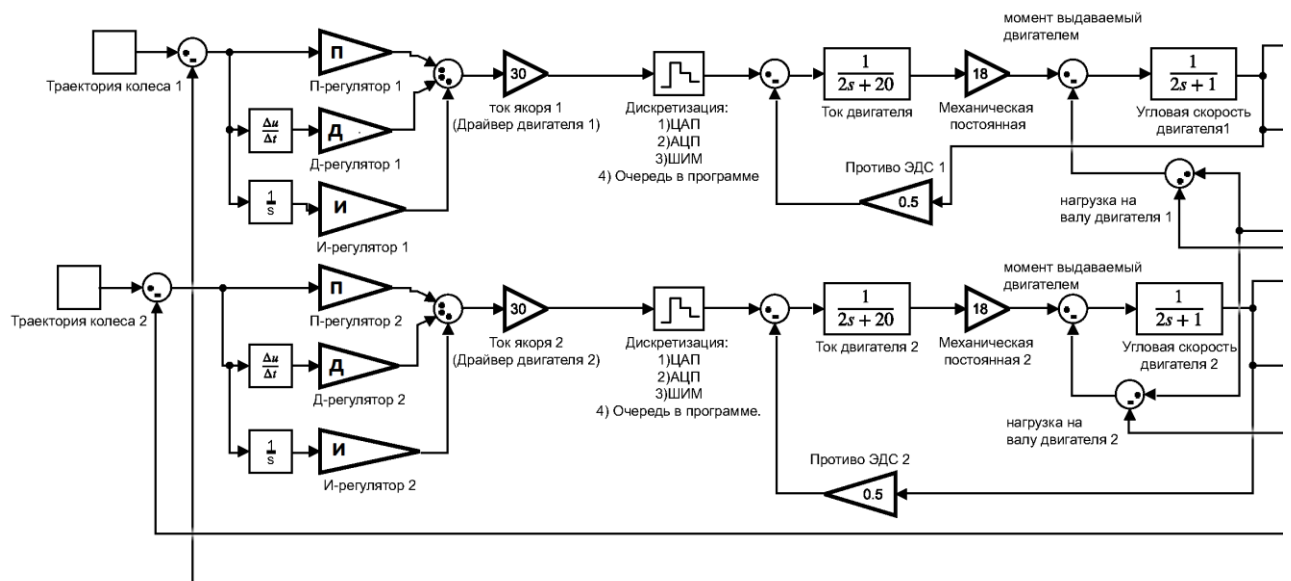 момент выдаваемый
двигателем
Траектория колеса 1
П
П-регулятор 1
Δu
Δt
Д
Д-регулятор 1
1
s
И
И-регулятор 1
30
ток якоря 1
(Драйвер двигателя 1)
Дискретизация:
1)ЦАП
2)АЦП
3)ШИМ
4) Очередь в программе
1
2s + 20
Ток двигателя
18
Механическая
постоянная
1
2s + 1
Угловая скорость
двигателя1
Противо ЭДС 1
0.5
нагрузка на
валу двигателя 1
момент выдаваемый
двигателем
Траектория колеса 2
П
П-регулятор 2
Δu
Δt
Д
Д-регулятор 2
1
s
И
И-регулятор 2
30
Ток якоря 2
(Драйвер двигателя 2)
Дискретизация:
1)ЦАП
2)АЦП
3)ШИМ
4) Очередь в программе.
1
2s + 20
Ток двигателя 2
18
Механическая
постоянная 2
1
2s + 1
Угловая скорость
двигателя 2
нагрузка на
валу двигателя 2
Противо ЭДС 2
0.5